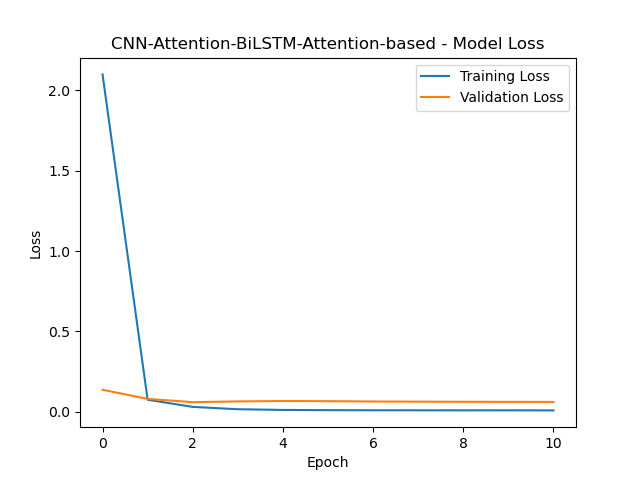 CNN-Attention-BiLSTM-Attention-based - Model Loss
Training Loss
Validation Loss
2.0
1.5
1.0
0.5
0.0
Loss
0 2 4 6 8 10
Epoch